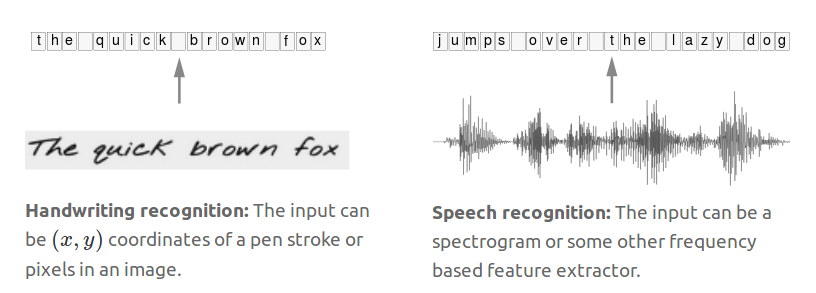 the quick brown fox
The quick brown fox
Handwriting recognition: The input can
be (x, y) coordinates of a pen stroke or
pixels in an image.
jumps over the lazy dog
Speech recognition: The input can be a
spectrogram or some other frequency
based feature extractor.